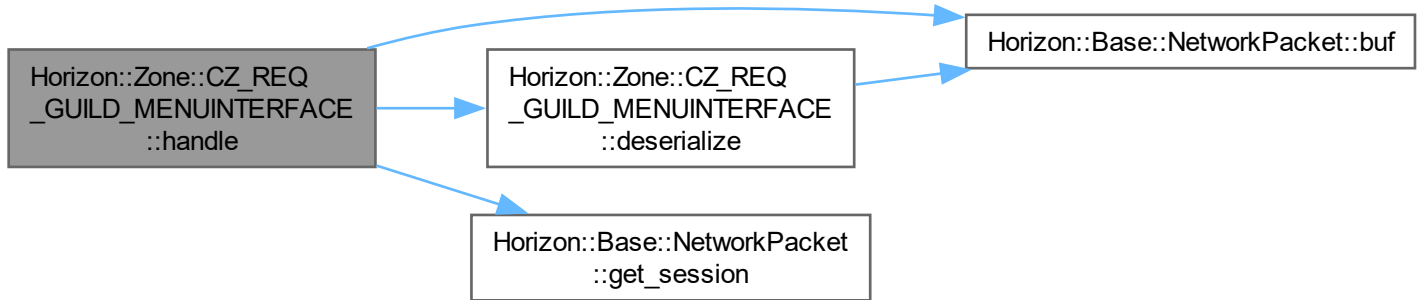 Horizon::Zone::CZ_REQ
_GUILD_MENUINTERFACE
::handle
Horizon::Zone::CZ_REQ
_GUILD_MENUINTERFACE
::deserialize
Horizon::Base::NetworkPacket::buf
Horizon::Base::NetworkPacket
::get_session